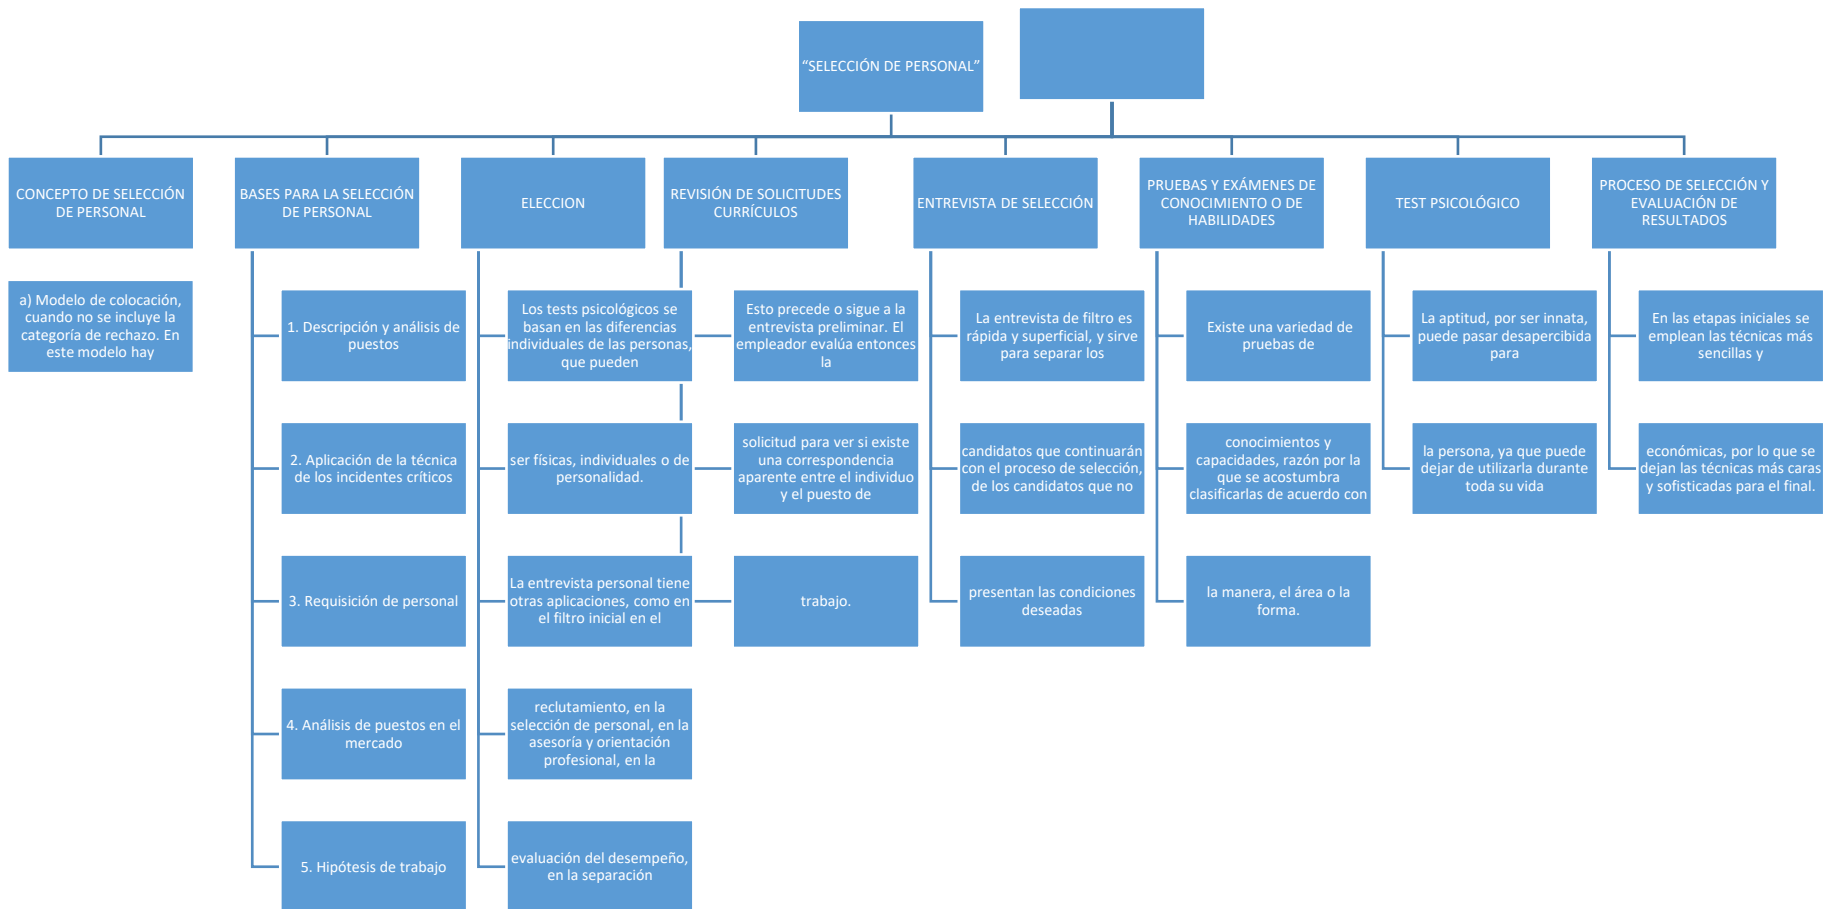 “SELECCIÓN DE PERSONAL”
CONCEPTO DE SELECCIÓN
DE PERSONAL
a) Modelo de colocación,
cuando no se incluye la
categoría de rechazo. En
este modelo hay
BASES PARA LA SELECCIÓN
DE PERSONAL
1. Descripción y análisis de
puestos
2. Aplicación de la técnica
de los incidentes críticos
3. Requisición de personal
4. Análisis de puestos en el
mercado
5. Hipótesis de trabajo
ELECCION
Los tests psicológicos se
basan en las diferencias
individuales de las personas,
que pueden
ser físicas, individuales o de
personalidad.
La entrevista personal tiene
otras aplicaciones, como en
el filtro inicial en el
reclutamiento, en la
selección de personal, en la
asesoría y orientación
profesional, en la
evaluación del desempeño,
en la separación
REVISIÓN DE SOLICITUDES
CURRÍCULOS
Esto precede o sigue a la
entrevista preliminar. El
empleador evalúa entonces
la
solicitud para ver si existe
una correspondencia
aparente entre el individuo
y el puesto de
trabajo.
ENTREVISTA DE SELECCIÓN
La entrevista de filtro es
rápida y superficial, y sirve
para separar los
candidatos que continuarán
con el proceso de selección,
de los candidatos que no
presentan las condiciones
deseadas
PRUEBAS Y EXÁMENES DE
CONOCIMIENTO O DE
HABILIDADES
Existe una variedad de
pruebas de
conocimientos y
capacidades, razón por la
que se acostumbra
clasificarlas de acuerdo con
la manera, el área o la
forma.
TEST PSICOLÓGICO
La aptitud, por ser innata,
puede pasar desapercibida
para
la persona, ya que puede
dejar de utilizarla durante
toda su vida
PROCESO DE SELECCIÓN Y
EVALUACIÓN DE
RESULTADOS
En las etapas iniciales se
emplean las técnicas más
sencillas y
económicas, por lo que se
dejan las técnicas más caras
y sofisticadas para el final.